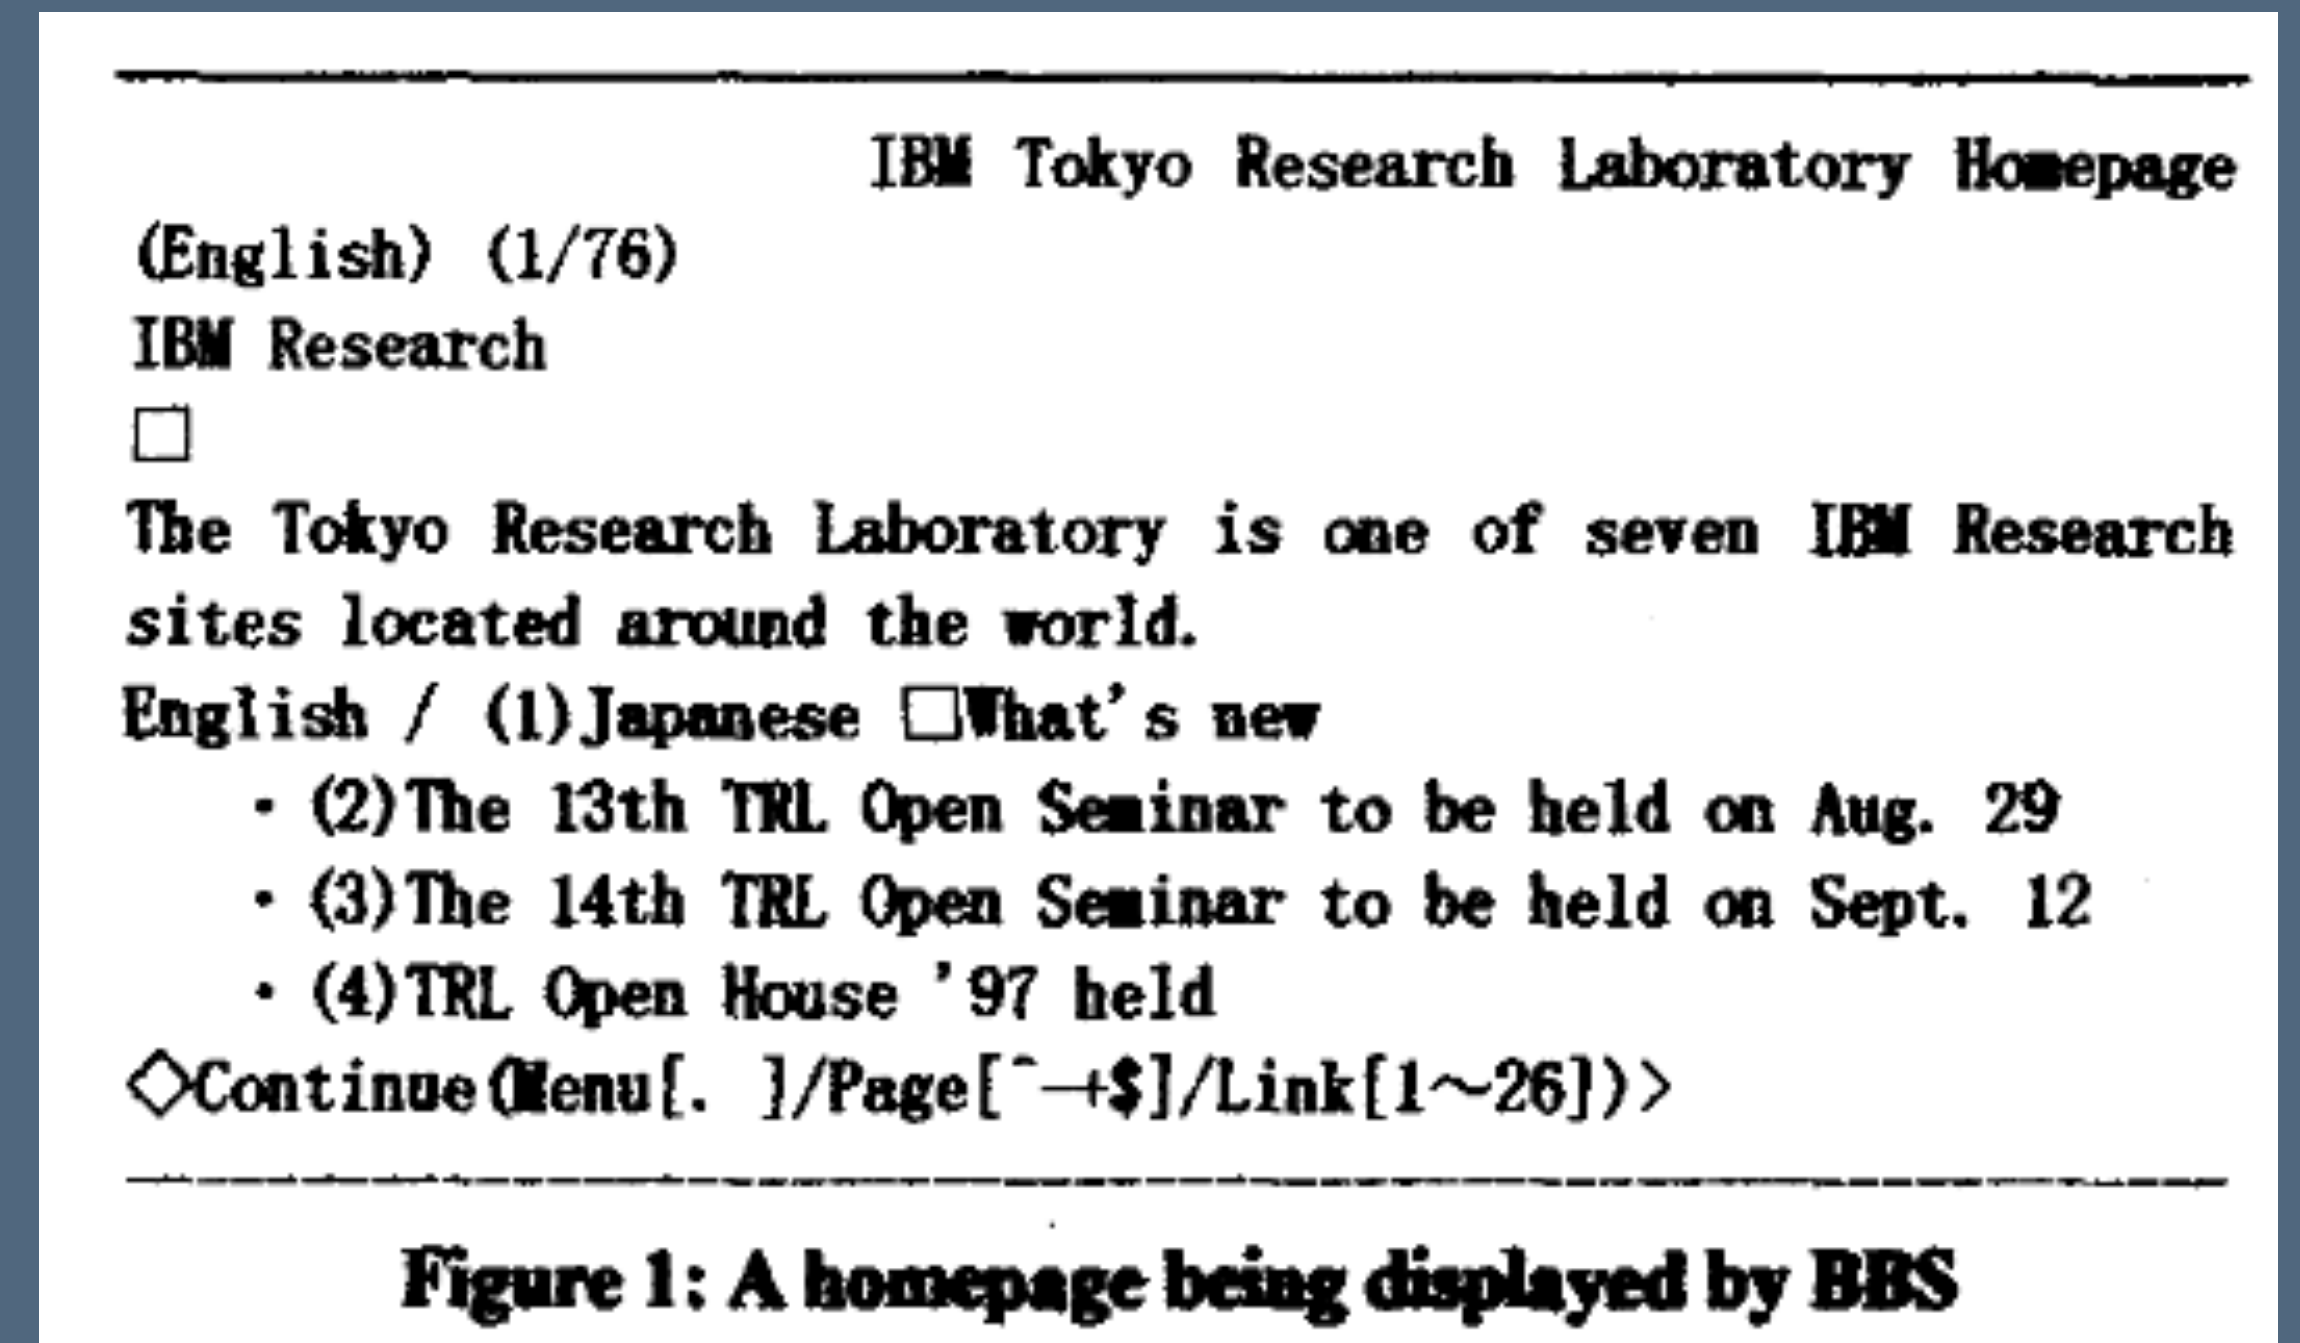 IBM Tokyo Research Laboratory Homepage
(English) (1/76)
IBM Research
□
The Tokyo Research Laboratory is one of seven IBM Research
sites located around the world.
English / (1)Japanese □What's new
・(2)The 13th TRL Open Seminar to be held on Aug. 29
・(3)The 14th TRL Open Seminar to be held on Sept. 12
・(4)TRL Open House '97 held
◇Continue(Menu[. ]/Page[^-+$]/Link[1～26])>
Figure 1: A homepage being displayed by BBS